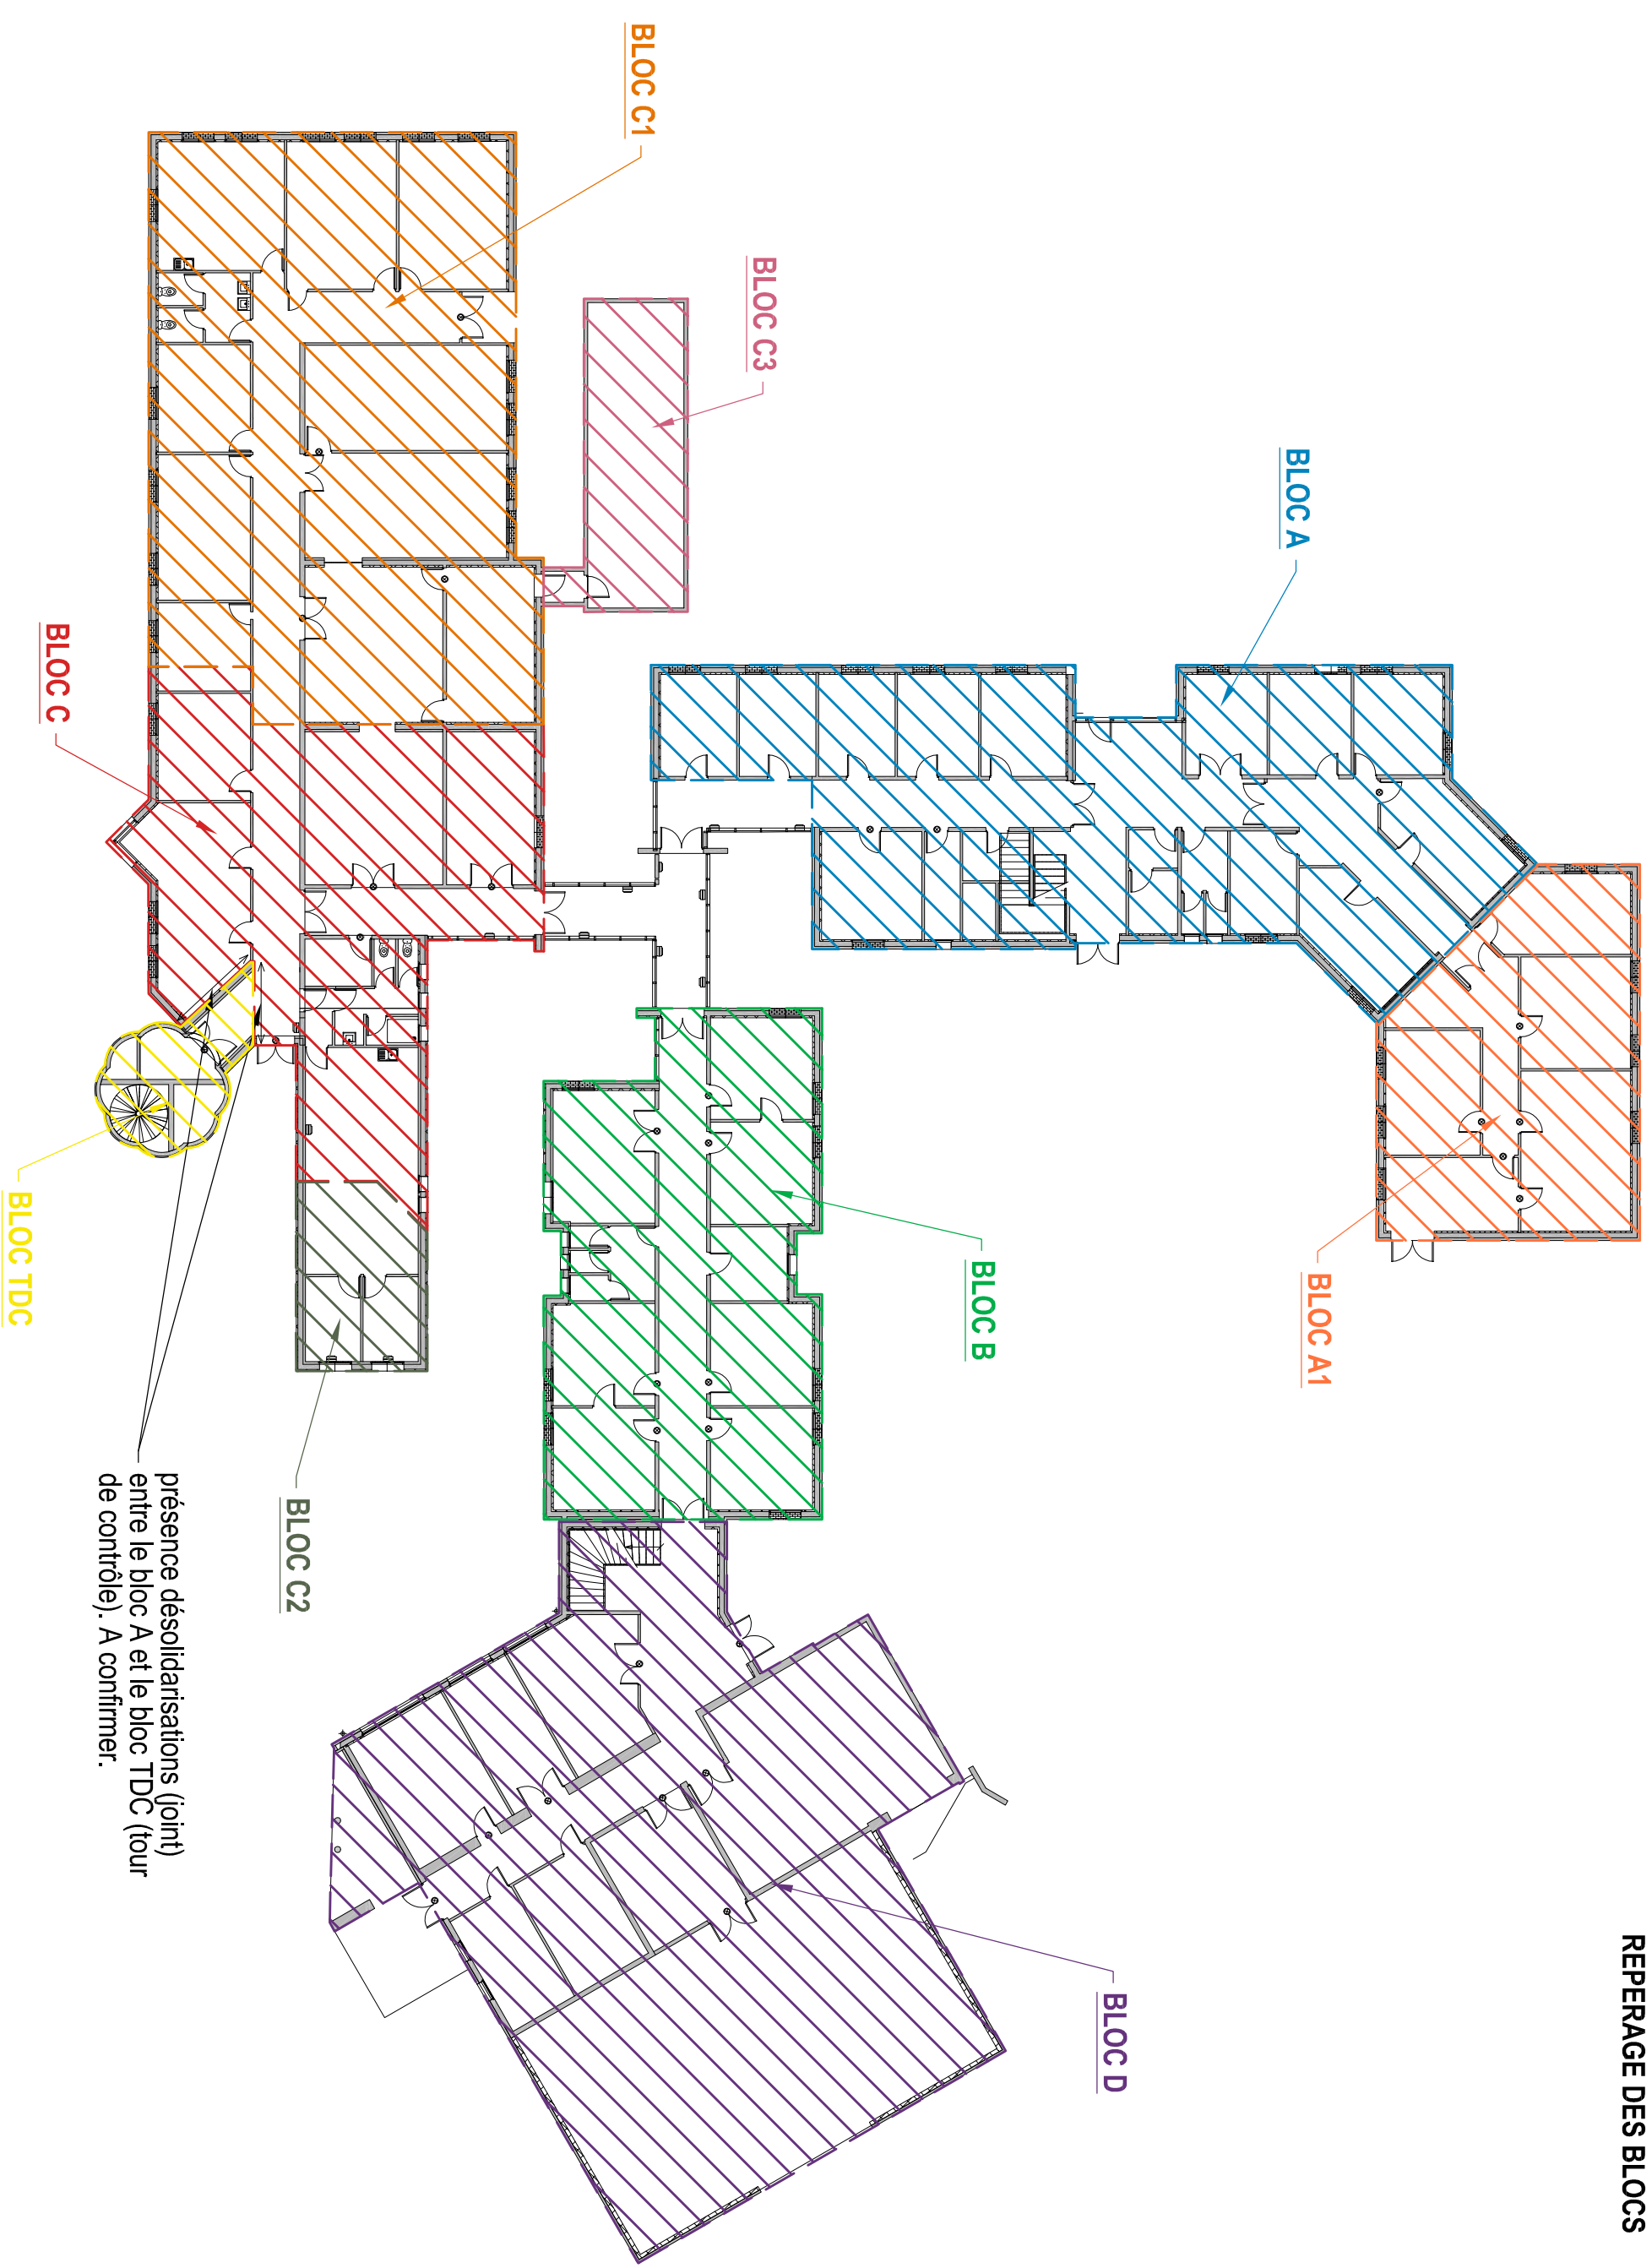 REPERAGE DES BLOCS
BLOC A
BLOC A1
BLOC D
BLOC B
BLOC C3
BLOC C1
BLOC C2
présence désolidarisations (joint)
entre le bloc A et le bloc TDC (tour
de contrôle). A confirmer.
BLOC C
BLOC TDC